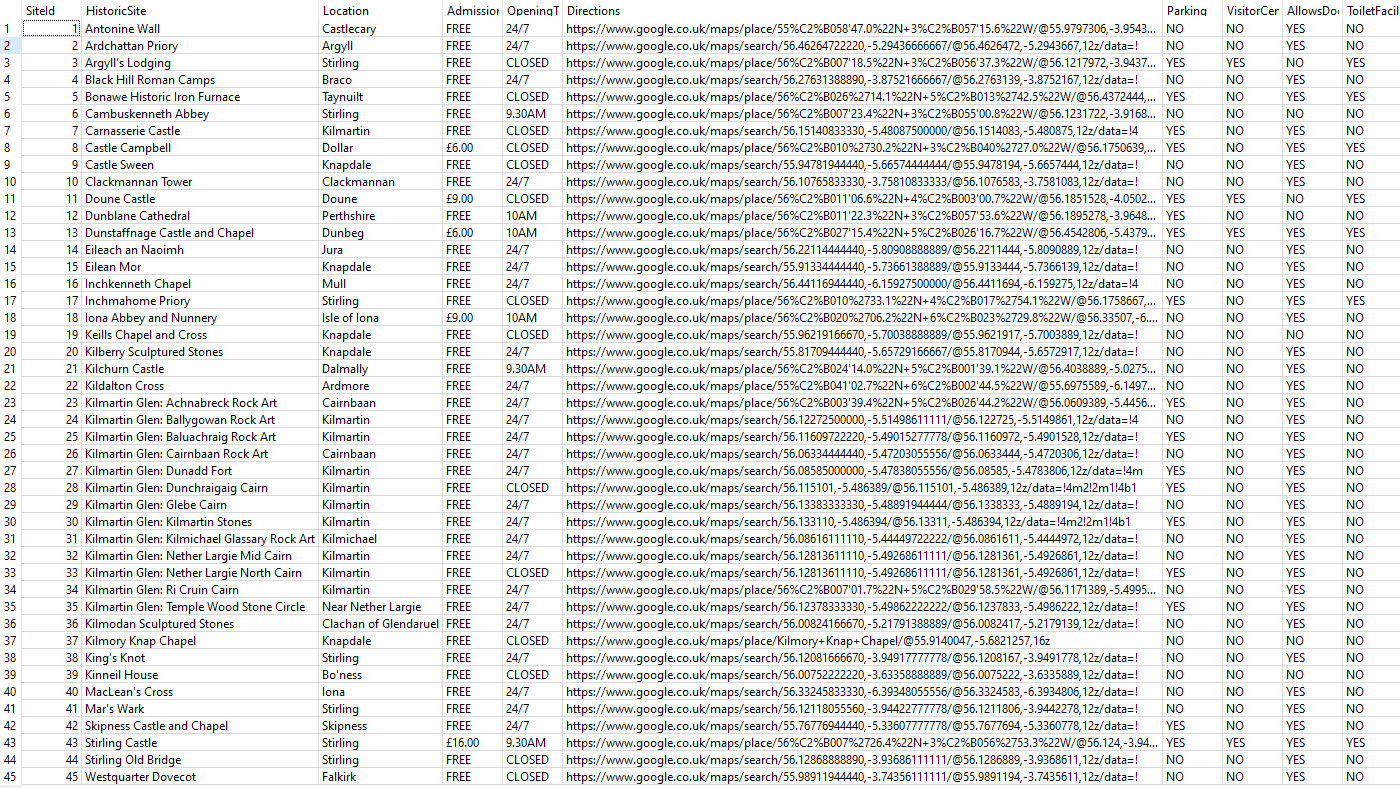 SiteId HistoricSite Location Admission OpeningT Directions Parking VisitorCer AllowsDo ToiletFacil
1 1 Antonine Wall Castlecary FREE 24/7 https://www.google.co.uk/maps/place/55%C2%B058'47.0%22N+3%C2%B057'15.6%22W/@55.9797306,-3.9543... NO NO YES NO
2 2 Ardchattan Priory Argyll FREE 24/7 https://www.google.co.uk/maps/search/56.46264722220,-5.29436666667/@56.4626472,-5.2943667,12z/data=! NO NO YES NO
3 3 Argyll's Lodging Stirling FREE CLOSED https://www.google.co.uk/maps/place/56%C2%B007'18.5%22N+3%C2%B056'37.3%22W/@56.1217972,-3.9437... YES YES NO YES
4 4 Black Hill Roman Camps Braco FREE 24/7 https://www.google.co.uk/maps/search/56.27631388890,-3.87521666667/@56.2763139,-3.8752167,12z/data=! NO NO YES NO
5 5 Bonawe Historic Iron Furnace Taynuilt FREE CLOSED https://www.google.co.uk/maps/place/56%C2%B026%2714.1%22N+5%C2%B013%2742.5%22W/@56.4372444,... YES NO YES YES
6 6 Cambuskenneth Abbey Stirling FREE 9.30AM https://www.google.co.uk/maps/place/56%C2%B007'23.4%22N+3%C2%B055'00.8%22W/@56.1231722,-3.9168... NO NO NO NO
7 7 Carnasserie Castle Kilmartin FREE CLOSED https://www.google.co.uk/maps/search/56.15140833330,-5.48087500000/@56.1514083,-5.480875,12z/data=!4 YES NO YES NO
8 8 Castle Campbell Dollar £6.00 CLOSED https://www.google.co.uk/maps/place/56%C2%B010%2730.2%22N+3%C2%B040%2727.0%22W/@56.1750639,... YES NO YES YES
9 9 Castle Sween Knapdale FREE CLOSED https://www.google.co.uk/maps/search/55.94781944440,-5.66574444444/@55.9478194,-5.6657444,12z/data=! NO NO YES NO
10 10 Clackmannan Tower Clackmannan FREE 24/7 https://www.google.co.uk/maps/search/56.10765833330,-3.75810833333/@56.1076583,-3.7581083,12z/data=! NO NO YES NO
11 11 Doune Castle Doune £9.00 CLOSED https://www.google.co.uk/maps/place/56%C2%B011'06.6%22N+4%C2%B003'00.7%22W/@56.1851528,-4.0502... YES YES NO YES
12 12 Dunblane Cathedral Perthshire FREE 10AM https://www.google.co.uk/maps/place/56%C2%B011'22.3%22N+3%C2%B057'53.6%22W/@56.1895278,-3.9648... NO NO YES NO
13 13 Dunstaffnage Castle and Chapel Dunbeg £6.00 10AM https://www.google.co.uk/maps/place/56%C2%B027'15.4%22N+5%C2%B026'16.7%22W/@56.4542806,-5.4379... YES YES YES YES
14 14 Eileach an Naoimh Jura FREE 24/7 https://www.google.co.uk/maps/search/56.22114444440,-5.80908888889/@56.2211444,-5.8090889,12z/data=! NO NO YES NO
15 15 Eilean Mor Knapdale FREE 24/7 https://www.google.co.uk/maps/search/55.91334444440,-5.73661388889/@55.9133444,-5.7366139,12z/data=! NO NO YES NO
16 16 Inchkenneth Chapel Mull FREE 24/7 https://www.google.co.uk/maps/search/56.44116944440,-6.15927500000/@56.4411694,-6.159275,12z/data=!4 NO NO YES NO
17 17 Inchmahome Priory Stirling FREE CLOSED https://www.google.co.uk/maps/place/56%C2%B010%2733.1%22N+4%C2%B017%2754.1%22W/@56.1758667,... YES NO YES YES
18 18 Iona Abbey and Nunnery Isle of Iona £9.00 10AM https://www.google.co.uk/maps/place/56%C2%B020%2706.2%22N+6%C2%B023%2729.8%22W/@56.33507,-6.... NO NO YES NO
19 19 Keills Chapel and Cross Knapdale FREE CLOSED https://www.google.co.uk/maps/search/55.96219166670,-5.70038888889/@55.9621917,-5.7003889,12z/data=! NO NO NO NO
20 20 Kilberry Sculptured Stones Knapdale FREE 24/7 https://www.google.co.uk/maps/search/55.81709444440,-5.65729166667/@55.8170944,-5.6572917,12z/data=! NO NO YES NO
21 21 Kilchurn Castle Dalmally FREE 9.30AM https://www.google.co.uk/maps/place/56%C2%B024'14.0%22N+5%C2%B001'39.1%22W/@56.4038889,-5.0275... NO NO YES NO
22 22 Kildalton Cross Ardmore FREE 24/7 https://www.google.co.uk/maps/place/55%C2%B041'02.7%22N+6%C2%B002'44.5%22W/@55.6975589,-6.1497... NO NO YES NO
23 23 Kilmartin Glen: Achnabreck Rock Art Cairnbaan FREE 24/7 https://www.google.co.uk/maps/place/56%C2%B003'39.4%22N+5%C2%B026'44.2%22W/@56.0609389,-5.4456... YES NO YES NO
24 24 Kilmartin Glen: Ballygowan Rock Art Kilmartin FREE 24/7 https://www.google.co.uk/maps/search/56.12272500000,-5.51498611111/@56.122725,-5.5149861,12z/data=!4 NO NO YES NO
25 25 Kilmartin Glen: Baluachraig Rock Art Kilmartin FREE 24/7 https://www.google.co.uk/maps/search/56.11609722220,-5.49015277778/@56.1160972,-5.4901528,12z/data=! YES NO YES NO
26 26 Kilmartin Glen: Cairnbaan Rock Art Cairnbaan FREE 24/7 https://www.google.co.uk/maps/search/56.06334444440,-5.47203055556/@56.0633444,-5.4720306,12z/data=! NO NO YES NO
27 27 Kilmartin Glen: Dunadd Fort Kilmartin FREE 24/7 https://www.google.co.uk/maps/search/56.08585000000,-5.47838055556/@56.08585,-5.4783806,12z/data=!4m YES NO YES NO
28 28 Kilmartin Glen: Dunchraigaig Cairn Kilmartin FREE CLOSED https://www.google.co.uk/maps/search/56.115101,-5.486389/@56.115101,-5.486389,12z/data=!4m2!2m1!4b1 YES NO YES NO
29 29 Kilmartin Glen: Glebe Cairn Kilmartin FREE 24/7 https://www.google.co.uk/maps/search/56.13383333330,-5.48891944444/@56.1338333,-5.4889194,12z/data=! NO NO YES NO
30 30 Kilmartin Glen: Kilmartin Stones Kilmartin FREE 24/7 https://www.google.co.uk/maps/search/56.133110,-5.486394/@56.13311,-5.486394,12z/data=!4m2!2m1!4b1 YES NO YES NO
31 31 Kilmartin Glen: Kilmichael Glassary Rock Art Kilmichael FREE 24/7 https://www.google.co.uk/maps/search/56.08616111110,-5.44449722222/@56.0861611,-5.4444972,12z/data=! NO NO YES NO
32 32 Kilmartin Glen: Nether Largie Mid Cairn Kilmartin FREE 24/7 https://www.google.co.uk/maps/search/56.12813611110,-5.49268611111/@56.1281361,-5.4926861,12z/data=! NO NO YES NO
33 33 Kilmartin Glen: Nether Largie North Cairn Kilmartin FREE CLOSED https://www.google.co.uk/maps/search/56.12813611110,-5.49268611111/@56.1281361,-5.4926861,12z/data=! YES NO YES NO
34 34 Kilmartin Glen: Ri Cruin Cairn Kilmartin FREE 24/7 https://www.google.co.uk/maps/place/56%C2%B007'01.7%22N+5%C2%B029'58.5%22W/@56.1171389,-5.4995... NO NO YES NO
35 35 Kilmartin Glen: Temple Wood Stone Circle Near Nether Largie FREE 24/7 https://www.google.co.uk/maps/search/56.12378333330,-5.49862222222/@56.1237833,-5.4986222,12z/data=! YES NO YES NO
36 36 Kilmodan Sculptured Stones Clachan of Glendaruel FREE 24/7 https://www.google.co.uk/maps/search/56.00824166670,-5.21791388889/@56.0082417,-5.2179139,12z/data=! NO NO YES NO
37 37 Kilmory Knap Chapel Knapdale FREE CLOSED https://www.google.co.uk/maps/place/Kilmory+Knap+Chapel/@55.9140047,-5.6821257,16z NO NO NO NO
38 38 King's Knot Stirling FREE 24/7 https://www.google.co.uk/maps/search/56.12081666670,-3.94917777778/@56.1208167,-3.9491778,12z/data=! NO NO YES NO
39 39 Kinneil House Bo'ness FREE CLOSED https://www.google.co.uk/maps/search/56.00752222220,-3.63358888889/@56.0075222,-3.6335889,12z/data=! NO NO NO NO
40 40 MacLean's Cross Iona FREE 24/7 https://www.google.co.uk/maps/search/56.33245833330,-6.39348055556/@56.3324583,-6.3934806,12z/data=! NO NO YES NO
41 41 Mar's Wark Stirling FREE 24/7 https://www.google.co.uk/maps/search/56.12118055560,-3.94422777778/@56.1211806,-3.9442278,12z/data=! NO NO YES NO
42 42 Skipness Castle and Chapel Skipness FREE 24/7 https://www.google.co.uk/maps/search/55.76776944440,-5.33607777778/@55.7677694,-5.3360778,12z/data=! YES NO YES NO
43 43 Stirling Castle Stirling £16.00 9.30AM https://www.google.co.uk/maps/place/56%C2%B007%2726.4%22N+3%C2%B056%2753.3%22W/@56.124,-3.94... YES YES YES YES
44 44 Stirling Old Bridge Stirling FREE CLOSED https://www.google.co.uk/maps/search/56.12868888890,-3.93686111111/@56.1286889,-3.9368611,12z/data=! NO NO YES NO
45 45 Westquarter Dovecot Falkirk FREE CLOSED https://www.google.co.uk/maps/search/55.98911944440,-3.74356111111/@55.9891194,-3.7435611,12z/data=! NO NO YES NO